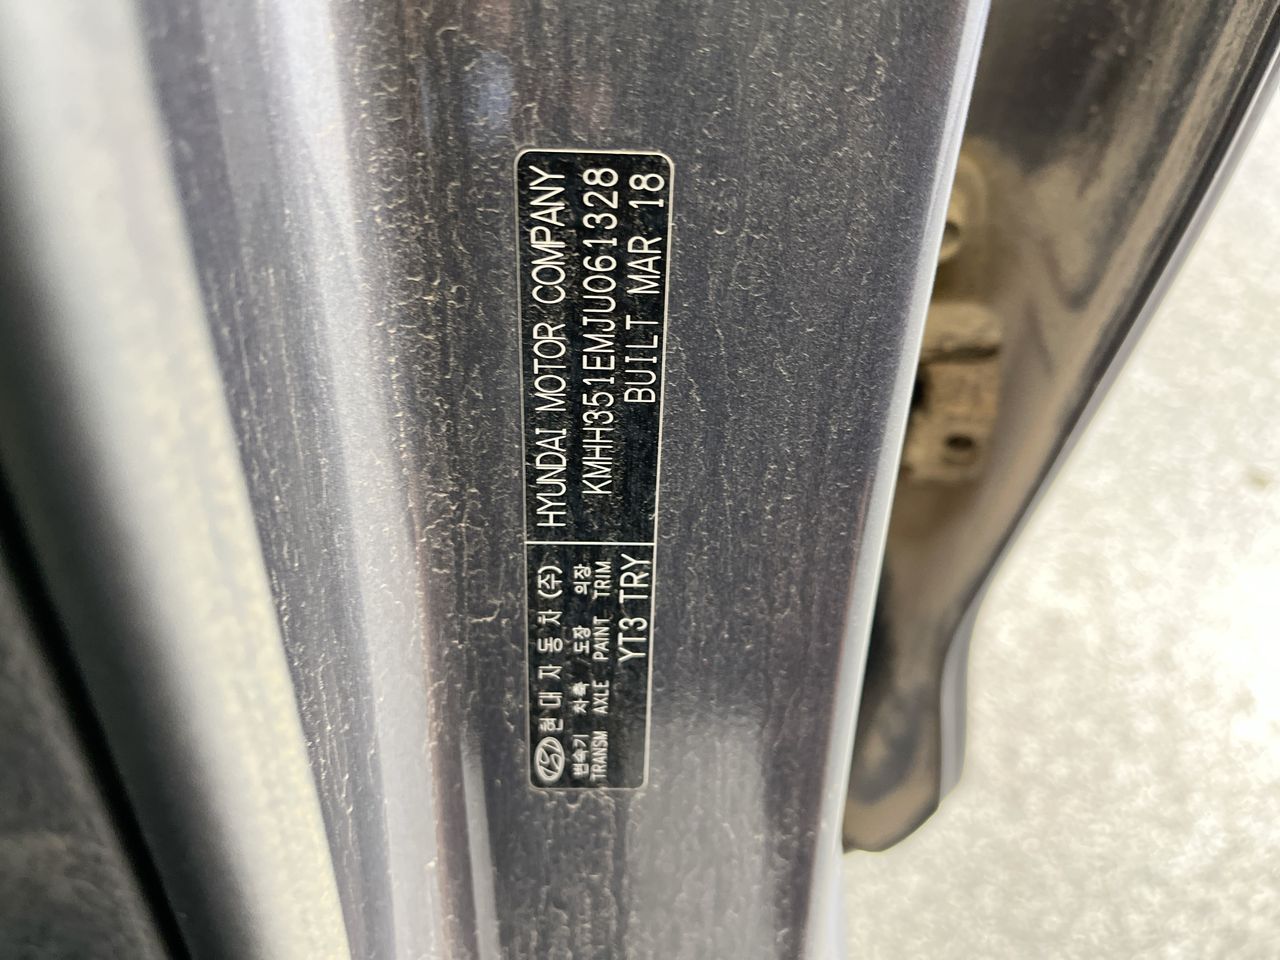 현대자동차(주)
HYUNDAI MOTOR COMPANY
변속기 차축 도장 의장
TRANSM AXLE PAINT TRIM
KMHH351EMJU061328
YT3 TRY
BUILT MAR 18